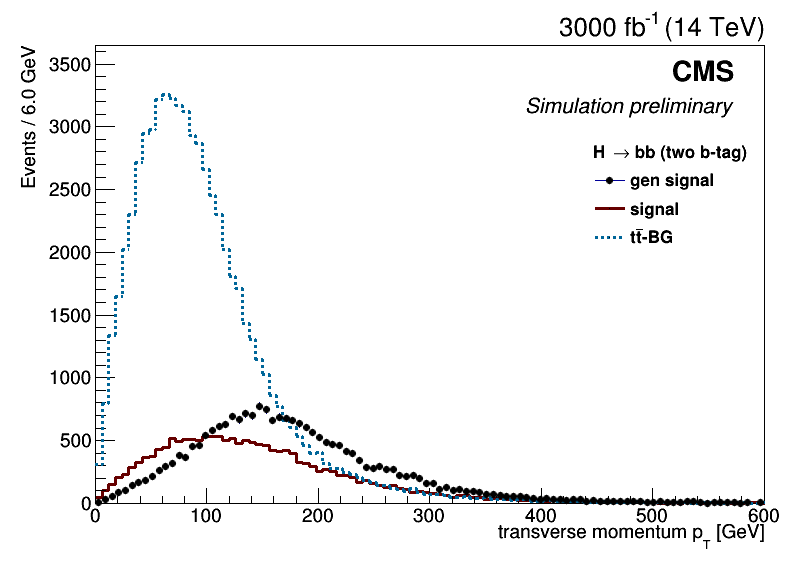 3000 fb⁻¹ (14 TeV)
CMS
Simulation preliminary
H → bb (two b-tag)
gen signal
signal
tt̄-BG
Events / 6.0 GeV
3500
3000
2500
2000
1500
1000
500
0
0 100 200 300 400 500 600
transverse momentum p_T [GeV]